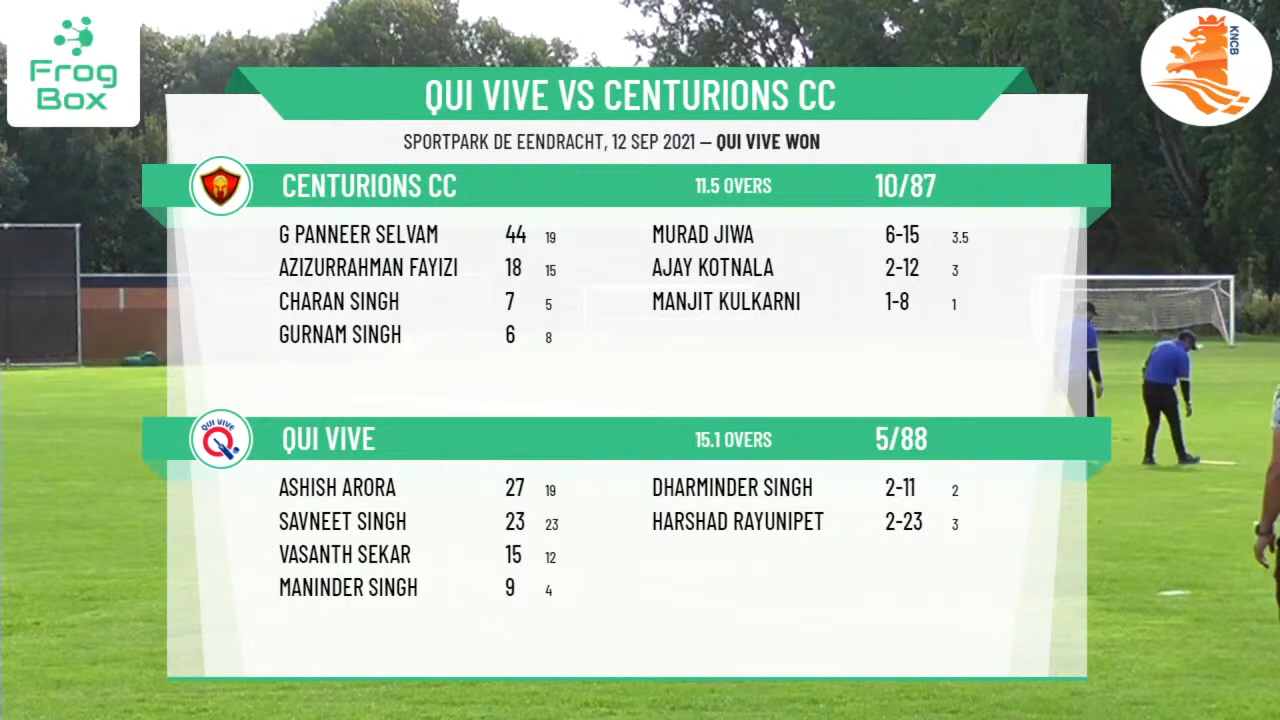 Frog
Box
KNCB
QUI VIVE VS CENTURIONS CC
SPORTPARK DE EENDRACHT, 12 SEP 2021 – QUI VIVE WON
CENTURIONS CC 11.5 OVERS 10/87
G PANNEER SELVAM 44 19 MURAD JIWA 6-15 3.5
AZIZURRAHMAN FAYIZI 18 15 AJAY KOTNALA 2-12 3
CHARAN SINGH 7 5 MANJIT KULKARNI 1-8 1
GURNAM SINGH 6 8
QUI VIVE
QUI VIVE 15.1 OVERS 5/88
ASHISH ARORA 27 19 DHARMINDER SINGH 2-11 2
SAVNEET SINGH 23 23 HARSHAD RAYUNIPET 2-23 3
VASANTH SEKAR 15 12
MANINDER SINGH 9 4